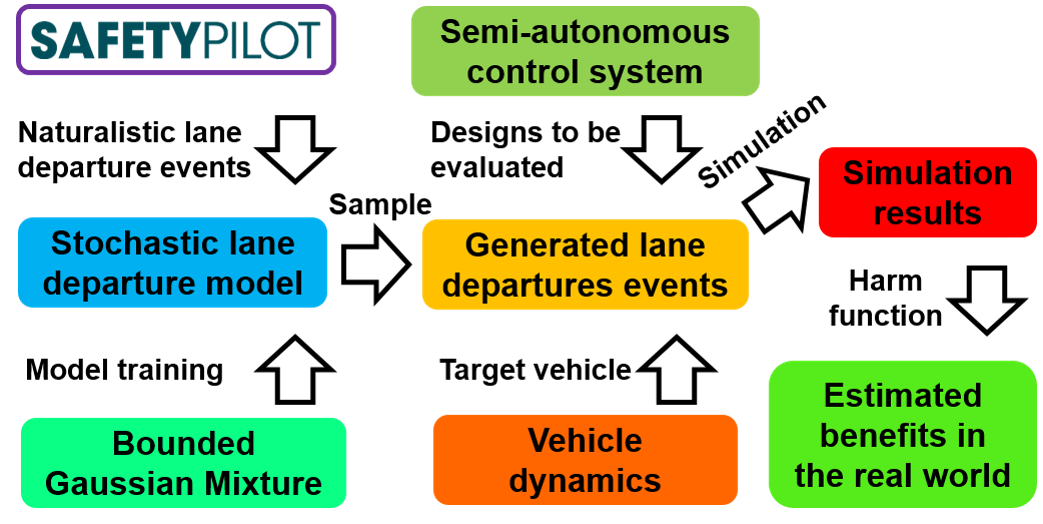 SAFETYPILOT
Semi-autonomous
control system
Naturalistic lane
departure events
Designs to be
evaluated
Simulation
Simulation
results
Sample
Stochastic lane
departure model
Generated lane
departures events
Harm
function
Model training
Target vehicle
Estimated
benefits in
the real world
Bounded
Gaussian Mixture
Vehicle
dynamics